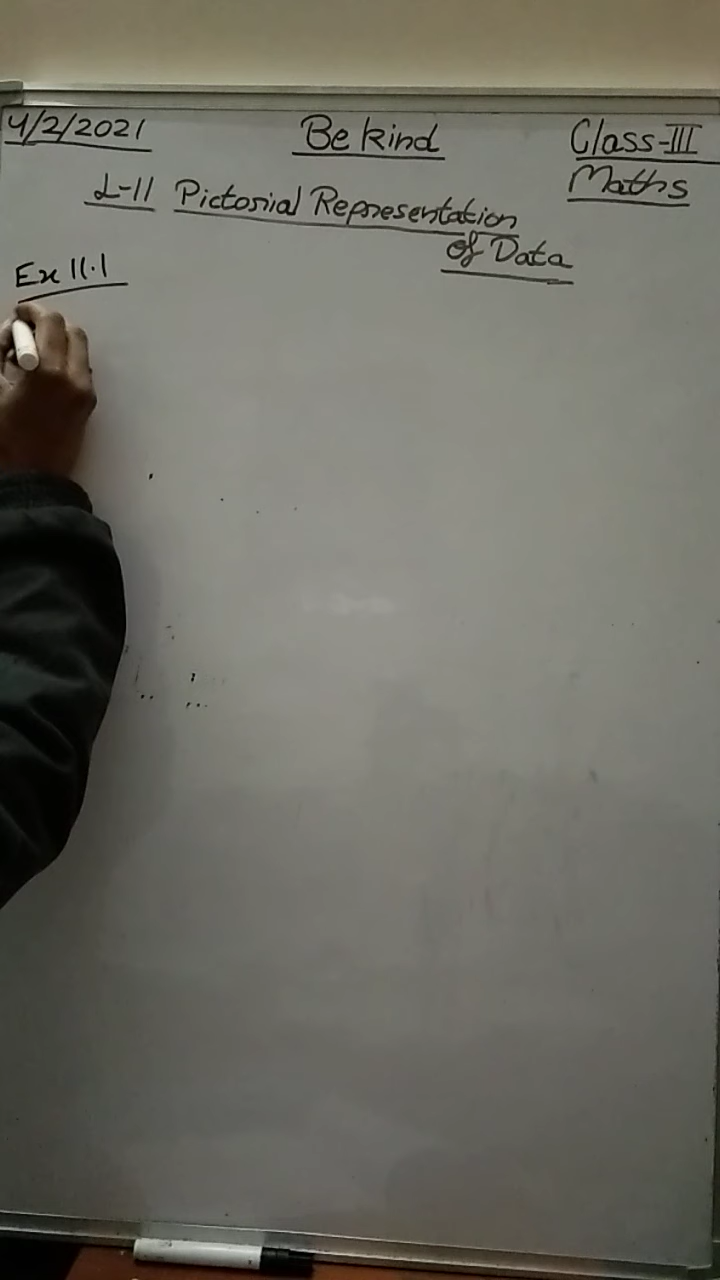 4/2/2021 Be kind Class-III
Maths
L-11 Pictorial Representation
of Data
Ex 11.1